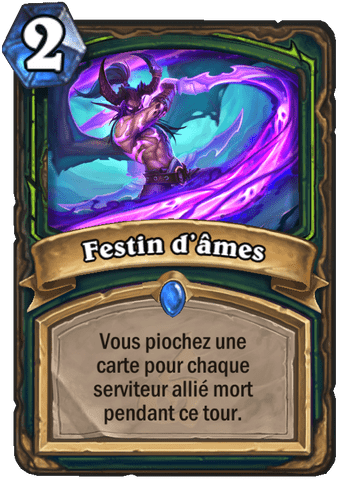 2
Festin d'âmes
Vous piochez une
carte pour chaque
serviteur allié mort
pendant ce tour.